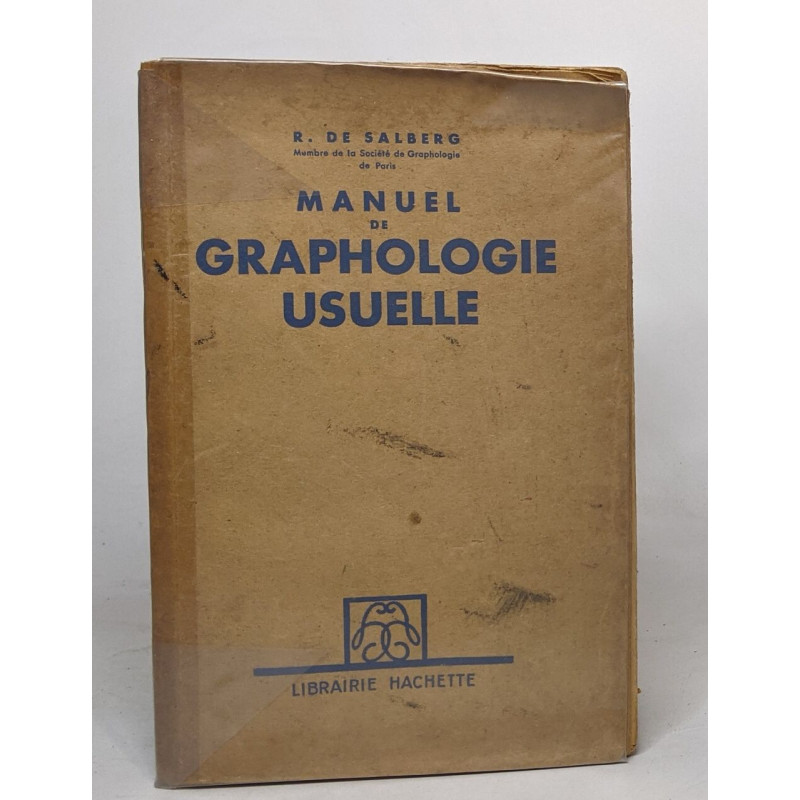 R. DE SALBERG
Membre de la Société de Graphologie
de Paris
MANUEL
DE
GRAPHOLOGIE
USUELLE
LIBRAIRIE HACHETTE